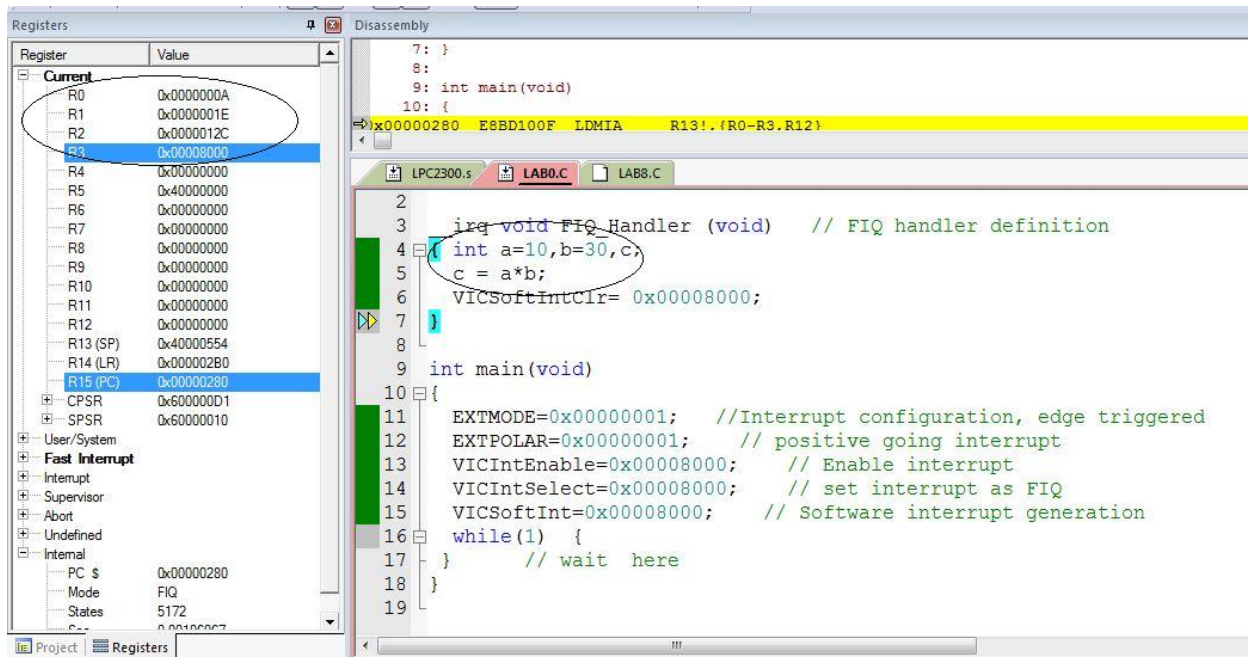 Registers
Register Value
Current
R0 0x0000000A
R1 0x0000001E
R2 0x0000012C
R3 0x00008000
R4 0x00000000
R5 0x40000000
R6 0x00000000
R7 0x00000000
R8 0x00000000
R9 0x00000000
R10 0x00000000
R11 0x00000000
R12 0x00000000
R13 (SP) 0x40000554
R14 (LR) 0x000002B0
R15 (PC) 0x00000280
CPSR 0x600000D1
SPSR 0x60000010
User/System
Fast Interrupt
Interrupt
Supervisor
Abort
Undefined
Internal
PC $ 0x00000280
Mode FIQ
States 5172
Project Registers
Disassembly
7: }
8:
9: int main(void)
10: {
0x00000280 E8BD100F LDMIA R13!,{R0-R3,R12}
LPC2300.s LAB0.C LAB8.C
2
3 __irq void FIQ_Handler (void) // FIQ handler definition
4 { int a=10,b=30,c;
5 c = a*b;
6 VICSoftIntClr= 0x00008000;
7 }
8
9 int main(void)
10 {
11 EXTMODE=0x00000001; //Interrupt configuration, edge triggered
12 EXTPOLAR=0x00000001; // positive going interrupt
13 VICIntEnable=0x00008000; // Enable interrupt
14 VICIntSelect=0x00008000; // set interrupt as FIQ
15 VICSoftInt=0x00008000; // Software interrupt generation
16 while(1) {
17 } // wait here
18 }
19